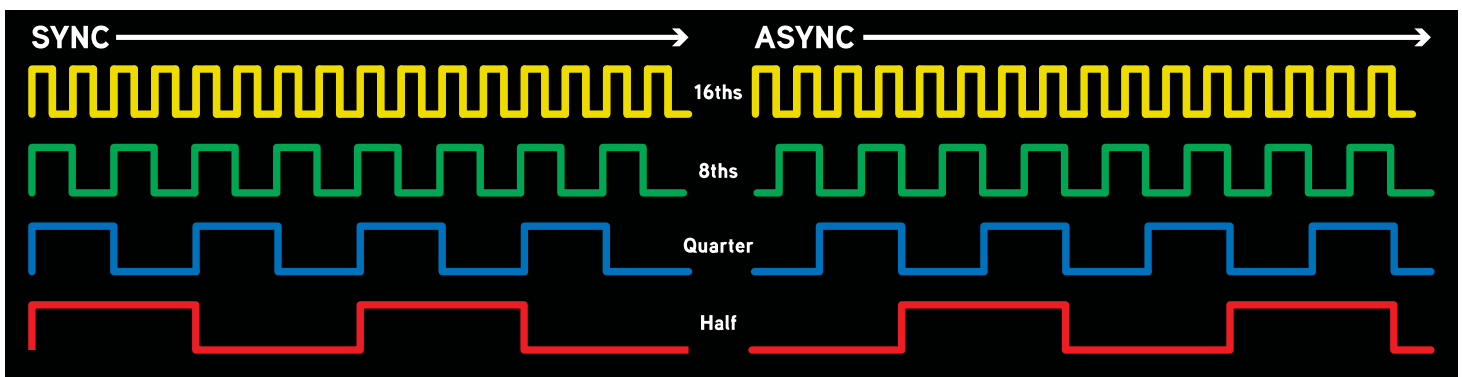 SYNC
ASYNC
16ths
8ths
Quarter
Half